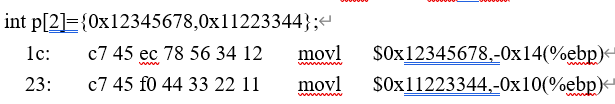 int p[2]={0x12345678,0x11223344};
1c: c7 45 ec 78 56 34 12 movl $0x12345678,-0x14(%ebp)
23: c7 45 f0 44 33 22 11 movl $0x11223344,-0x10(%ebp)